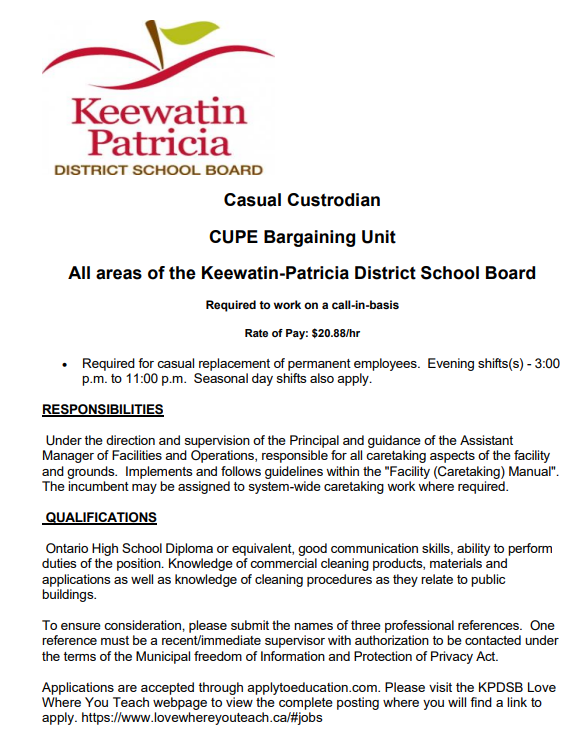 Keewatin
Patricia
DISTRICT SCHOOL BOARD
Casual Custrodian
CUPE Bargaining Unit
All areas of the Keewatin-Patricia District School Board
Required to work on a call-in-basis
Rate of Pay: $20.88/hr
• Required for casual replacement of permanent employees. Evening shifts(s) - 3:00
p.m. to 11:00 p.m. Seasonal day shifts also apply.
RESPONSIBILITIES
Under the direction and supervision of the Principal and guidance of the Assistant
Manager of Facilities and Operations, responsible for all caretaking aspects of the facility
and grounds. Implements and follows guidelines within the "Facility (Caretaking) Manual".
The incumbent may be assigned to system-wide caretaking work where required.
QUALIFICATIONS
Ontario High School Diploma or equivalent, good communication skills, ability to perform
duties of the position. Knowledge of commercial cleaning products, materials and
applications as well as knowledge of cleaning procedures as they relate to public
buildings.
To ensure consideration, please submit the names of three professional references. One
reference must be a recent/immediate supervisor with authorization to be contacted under
the terms of the Municipal freedom of Information and Protection of Privacy Act.
Applications are accepted through applytoeducation.com. Please visit the KPDSB Love
Where You Teach webpage to view the complete posting where you will find a link to
apply. https://www.lovewhereyouteach.ca/#jobs